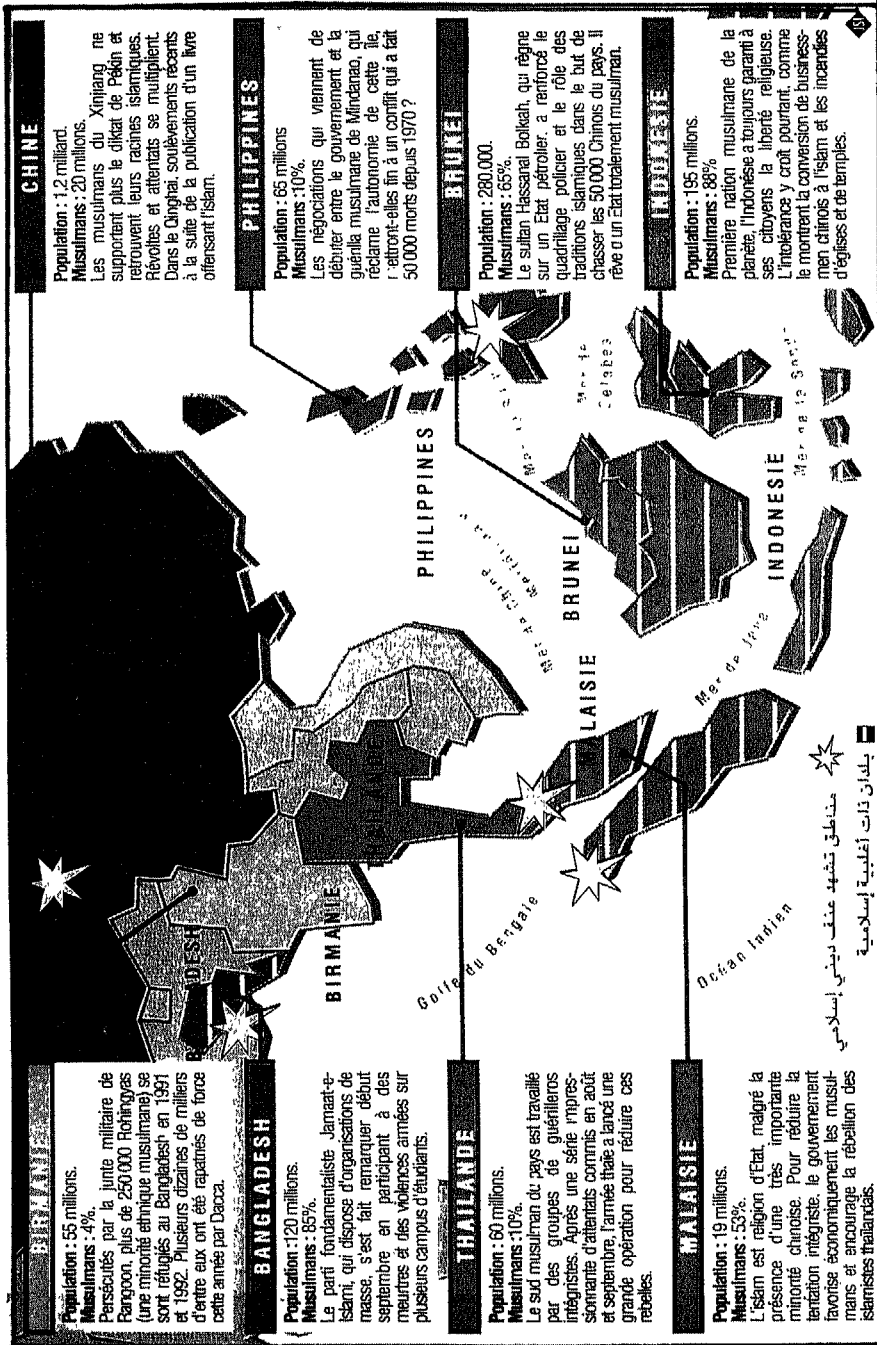 BIRMANIE
Population : 55 millions.
Musulmans : 4%.
Persécutés par la junte militaire de
Rangoon, plus de 250 000 Rohingyas
(une minorité ethnique musulmane) se
sont réfugiés au Bangladesh en 1991
et 1992. Plusieurs dizaines de milliers
d'entre eux ont été rapatriés de force
cette année par Dacca.
BANGLADESH
Population :120 millions.
Musulmans : 85%.
Le parti fondamentaliste Jamaat-e-
islami, qui dispose d'organisations de
masse, s'est fait remarquer début
septembre en participant à des
meurtres et des violences armées sur
plusieurs campus d'étudiants.
THAILANDE
Population : 60 millions.
Musulmans :10%.
Le sud musulman du pays est travaillé
par des groupes de guérilleros
intégristes. Après une série impres-
sionnante d'attentats commis en août
et septembre, l'armée thaïe a lancé une
grande opération pour réduire ces
rebelles.
MALAISIE
Population : 19 millions.
Musulmans : 53%.
L'islam est religion d'Etat, malgré la
présence d'une très importante
minorité chinoise. Pour réduire la
tentation intégriste, le gouvernement
favorise économiquement les musul-
mans et encourage la rébellion des
islamistes thaïlandais.
BIRMANIE
THAILANDE
PHILIPPINES
BRUNEI
MALAISIE
INDONESIE
Golfe du Bengale
Océan Indien
Mer de Chine
Mer de Java
Mer de
Célèbes
Mer de la Sonde
مناطق تشهد عنف ديني إسلامي
بلدان ذات أغلبية إسلامية
CHINE
Population : 1,2 milliard.
Musulmans : 20 millions.
Les musulmans du Xinjiang ne
supportent plus le diktat de Pékin et
retrouvent leurs racines islamiques.
Révoltes et attentats se multiplient.
Dans le Qinghai, soulèvements récents
à la suite de la publication d'un livre
offensant l'islam.
PHILIPPINES
Population : 65 millions
Musulmans :10%.
Les négociations qui viennent de
débuter entre le gouvernement et la
guérilla musulmane de Mindanao, qui
réclame l'autonomie de cette île,
mettront-elles fin à un conflit qui a fait
50 000 morts depuis 1970 ?
BRUNEI
Population : 280.000.
Musulmans : 65%.
Le sultan Hassanal Bolkiah, qui règne
sur un Etat pétrolier, a renforcé le
quadrillage policier et le rôle des
traditions islamiques dans le but de
chasser les 50 000 Chinois du pays. Il
rêve d'un Etat totalement musulman.
INDONESIE
Population : 195 millions.
Musulmans : 88%
Première nation musulmane de la
planète, l'Indonésie a toujours garanti à
ses citoyens la liberté religieuse.
L'intolérance y croît pourtant, comme
le montrent la conversion de business-
men chinois à l'islam et les incendies
d'églises et de temples.